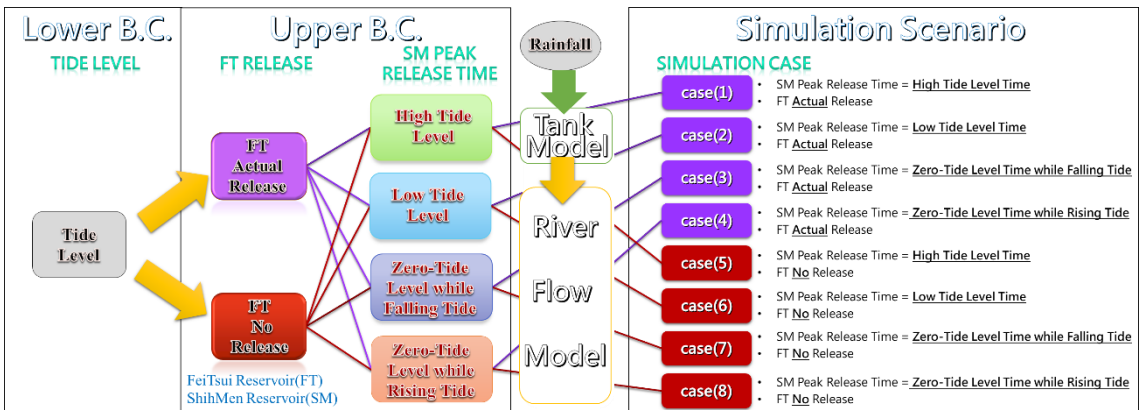 Lower B.C.
TIDE LEVEL
Tide
Level
Upper B.C.
FT RELEASE
SM PEAK
RELEASE TIME
FT
Actual
Release
FT
No
Release
FeiTsui Reservoir(FT)
ShihMen Reservoir(SM)
High Tide
Level
Low Tide
Level
Zero-Tide
Level while
Falling Tide
Zero-Tide
Level while
Rising Tide
Rainfall
Tank
Model
River
Flow
Model
Simulation Scenario
SIMULATION CASE
case(1)
• SM Peak Release Time = High Tide Level Time
• FT Actual Release
case(2)
• SM Peak Release Time = Low Tide Level Time
• FT Actual Release
case(3)
• SM Peak Release Time = Zero-Tide Level Time while Falling Tide
• FT Actual Release
case(4)
• SM Peak Release Time = Zero-Tide Level Time while Rising Tide
• FT Actual Release
case(5)
• SM Peak Release Time = High Tide Level Time
• FT No Release
case(6)
• SM Peak Release Time = Low Tide Level Time
• FT No Release
case(7)
• SM Peak Release Time = Zero-Tide Level Time while Falling Tide
• FT No Release
case(8)
• SM Peak Release Time = Zero-Tide Level Time while Rising Tide
• FT No Release